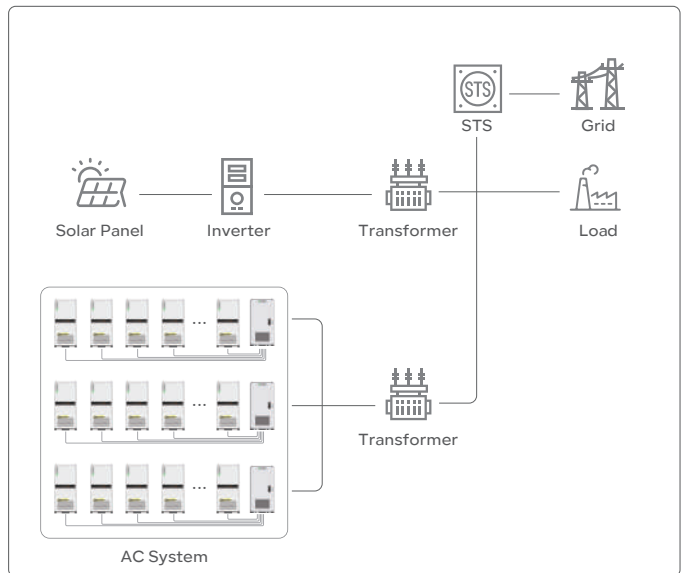 STS
STS
Grid
Solar Panel
Inverter
Transformer
Load
...
...
...
Transformer
AC System